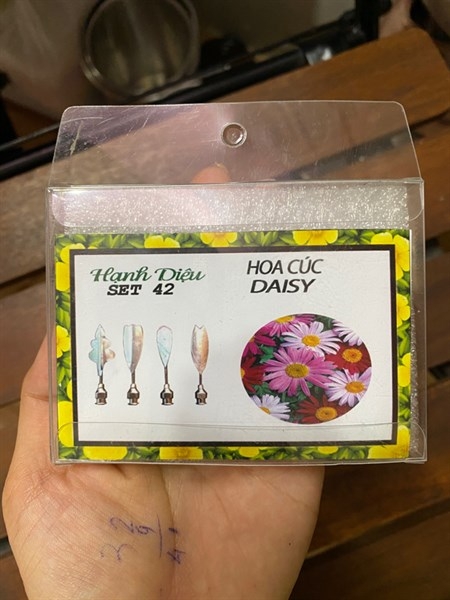 Hạnh Diệu
SET 42
HOA CÚC
DAISY